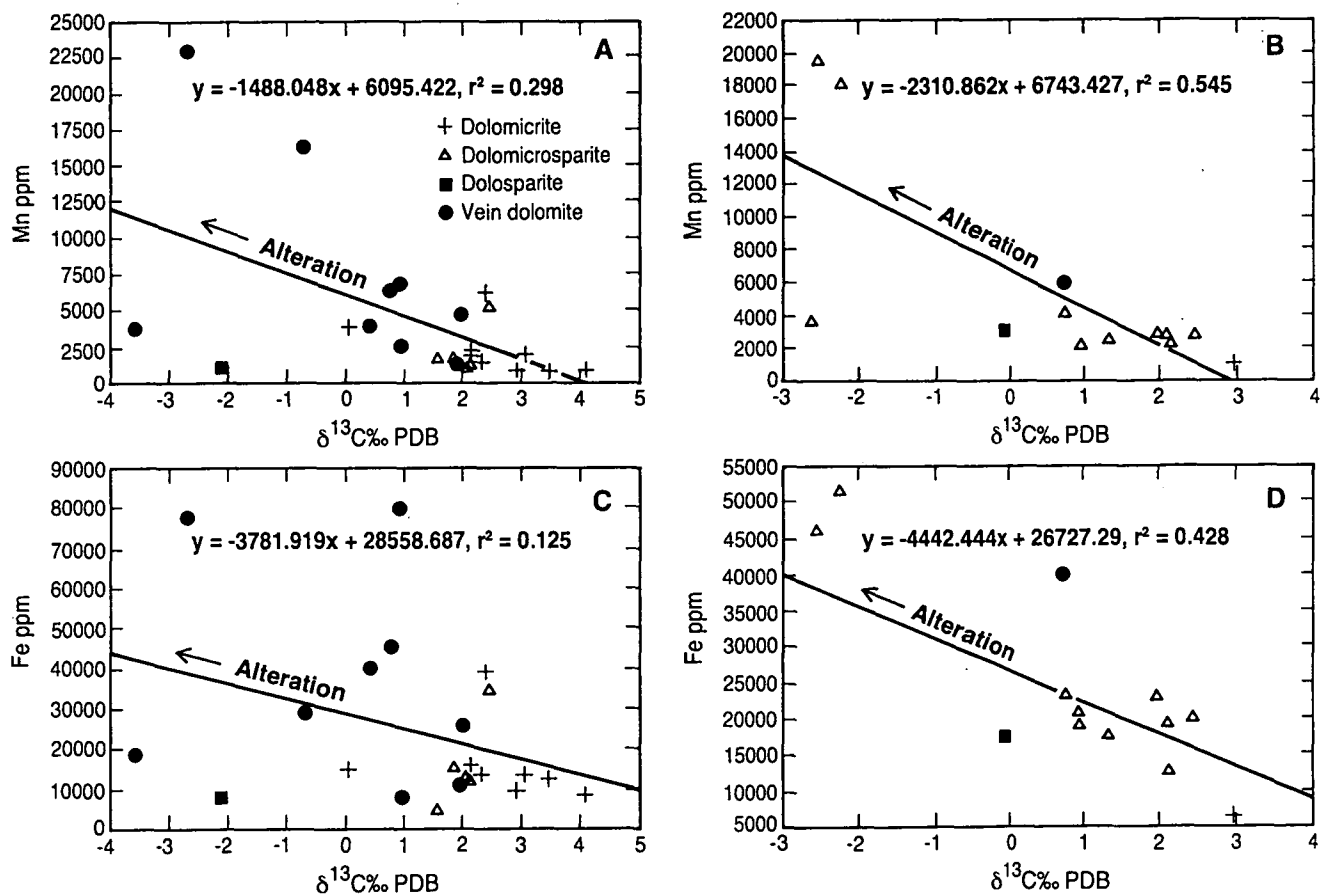 A
Mn ppm
25000
22500
20000
17500
15000
12500
10000
7500
5000
2500
0
y = -1488.048x + 6095.422, r² = 0.298
Dolomicrite
Dolomicrosparite
Dolosparite
Vein dolomite
Alteration
-4 -3 -2 -1 0 1 2 3 4 5
δ¹³C‰ PDB
B
Mn ppm
22000
20000
18000
16000
14000
12000
10000
8000
6000
4000
2000
0
y = -2310.862x + 6743.427, r² = 0.545
Alteration
-3 -2 -1 0 1 2 3 4
δ¹³C‰ PDB
C
Fe ppm
90000
80000
70000
60000
50000
40000
30000
20000
10000
0
y = -3781.919x + 28558.687, r² = 0.125
Alteration
-4 -3 -2 -1 0 1 2 3 4 5
δ¹³C‰ PDB
D
Fe ppm
55000
50000
45000
40000
35000
30000
25000
20000
15000
10000
5000
y = -4442.444x + 26727.29, r² = 0.428
Alteration
-3 -2 -1 0 1 2 3 4
δ¹³C‰ PDB